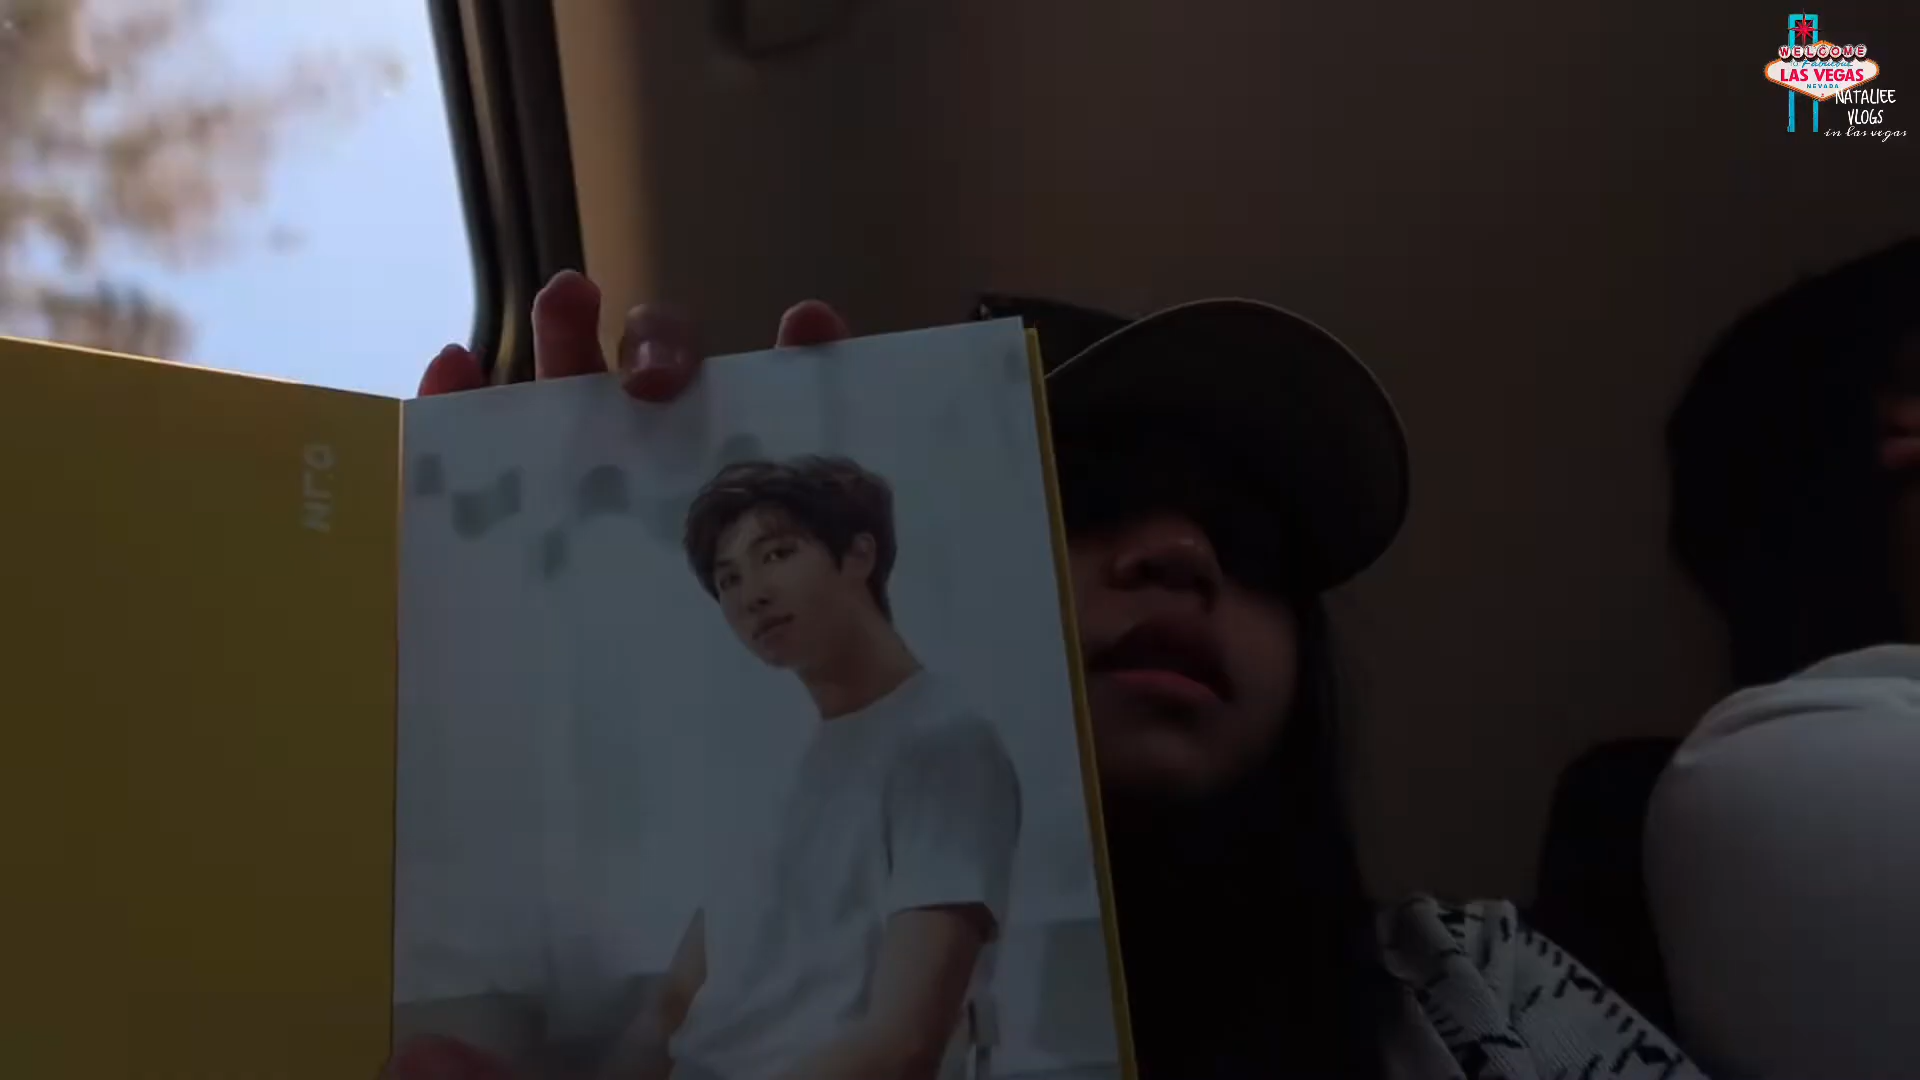 WELCOME
TO Fabulous
LAS VEGAS
NEVADA
NATALIEE
VLOGS
in las vegas